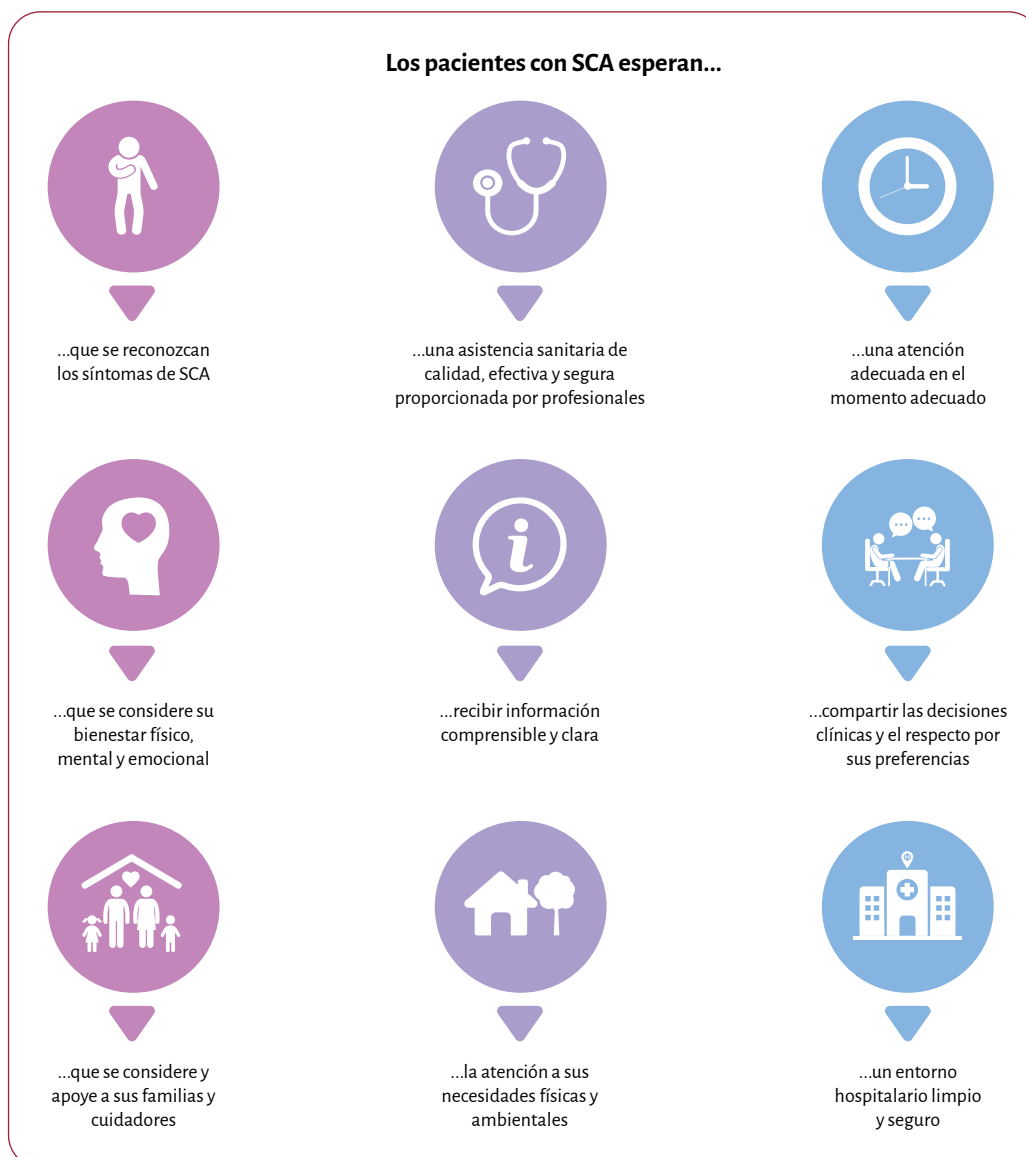 Los pacientes con SCA esperan...
...que se reconozcan
los síntomas de SCA
...una asistencia sanitaria de
calidad, efectiva y segura
proporcionada por profesionales
...una atención
adecuada en el
momento adecuado
...que se considere su
bienestar físico,
mental y emocional
...recibir información
comprensible y clara
...compartir las decisiones
clínicas y el respecto por
sus preferencias
...que se considere y
apoye a sus familias y
cuidadores
...la atención a sus
necesidades físicas y
ambientales
...un entorno
hospitalario limpio
y seguro